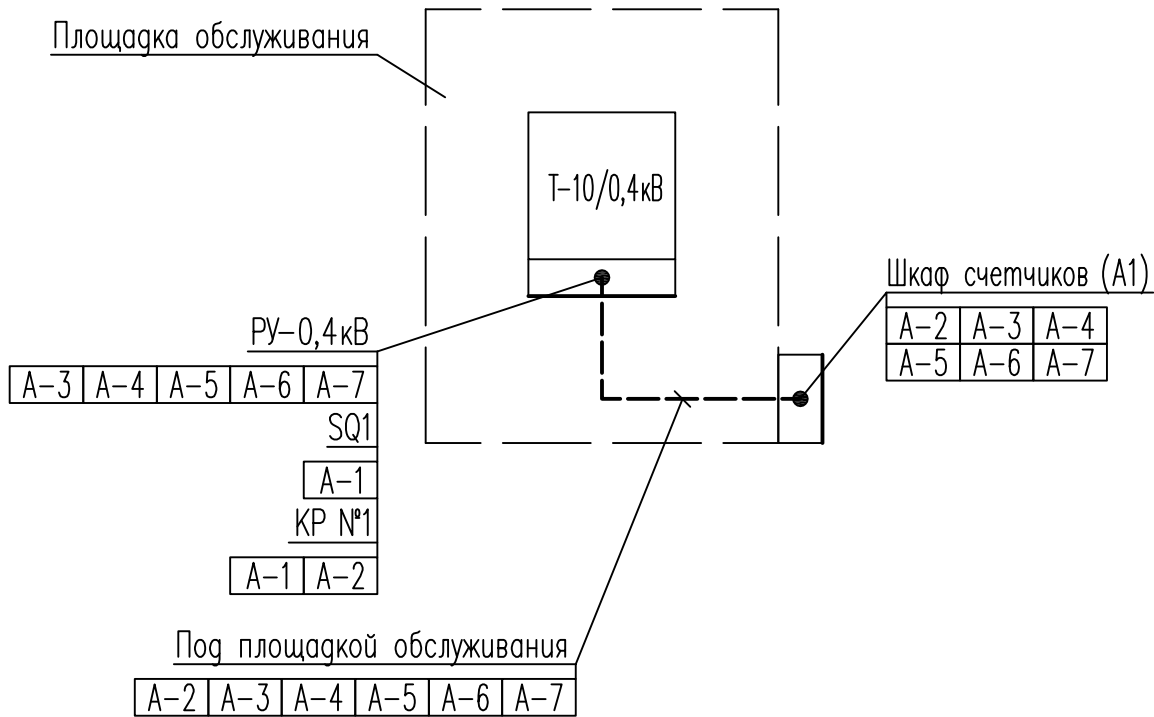 Площадка обслуживания
Т-10/0,4кВ
Шкаф счетчиков (А1)
А-2 А-3 А-4
А-5 А-6 А-7
РУ-0,4кВ
А-3 А-4 А-5 А-6 А-7
SQ1
А-1
КР №1
А-1 А-2
Под площадкой обслуживания
А-2 А-3 А-4 А-5 А-6 А-7